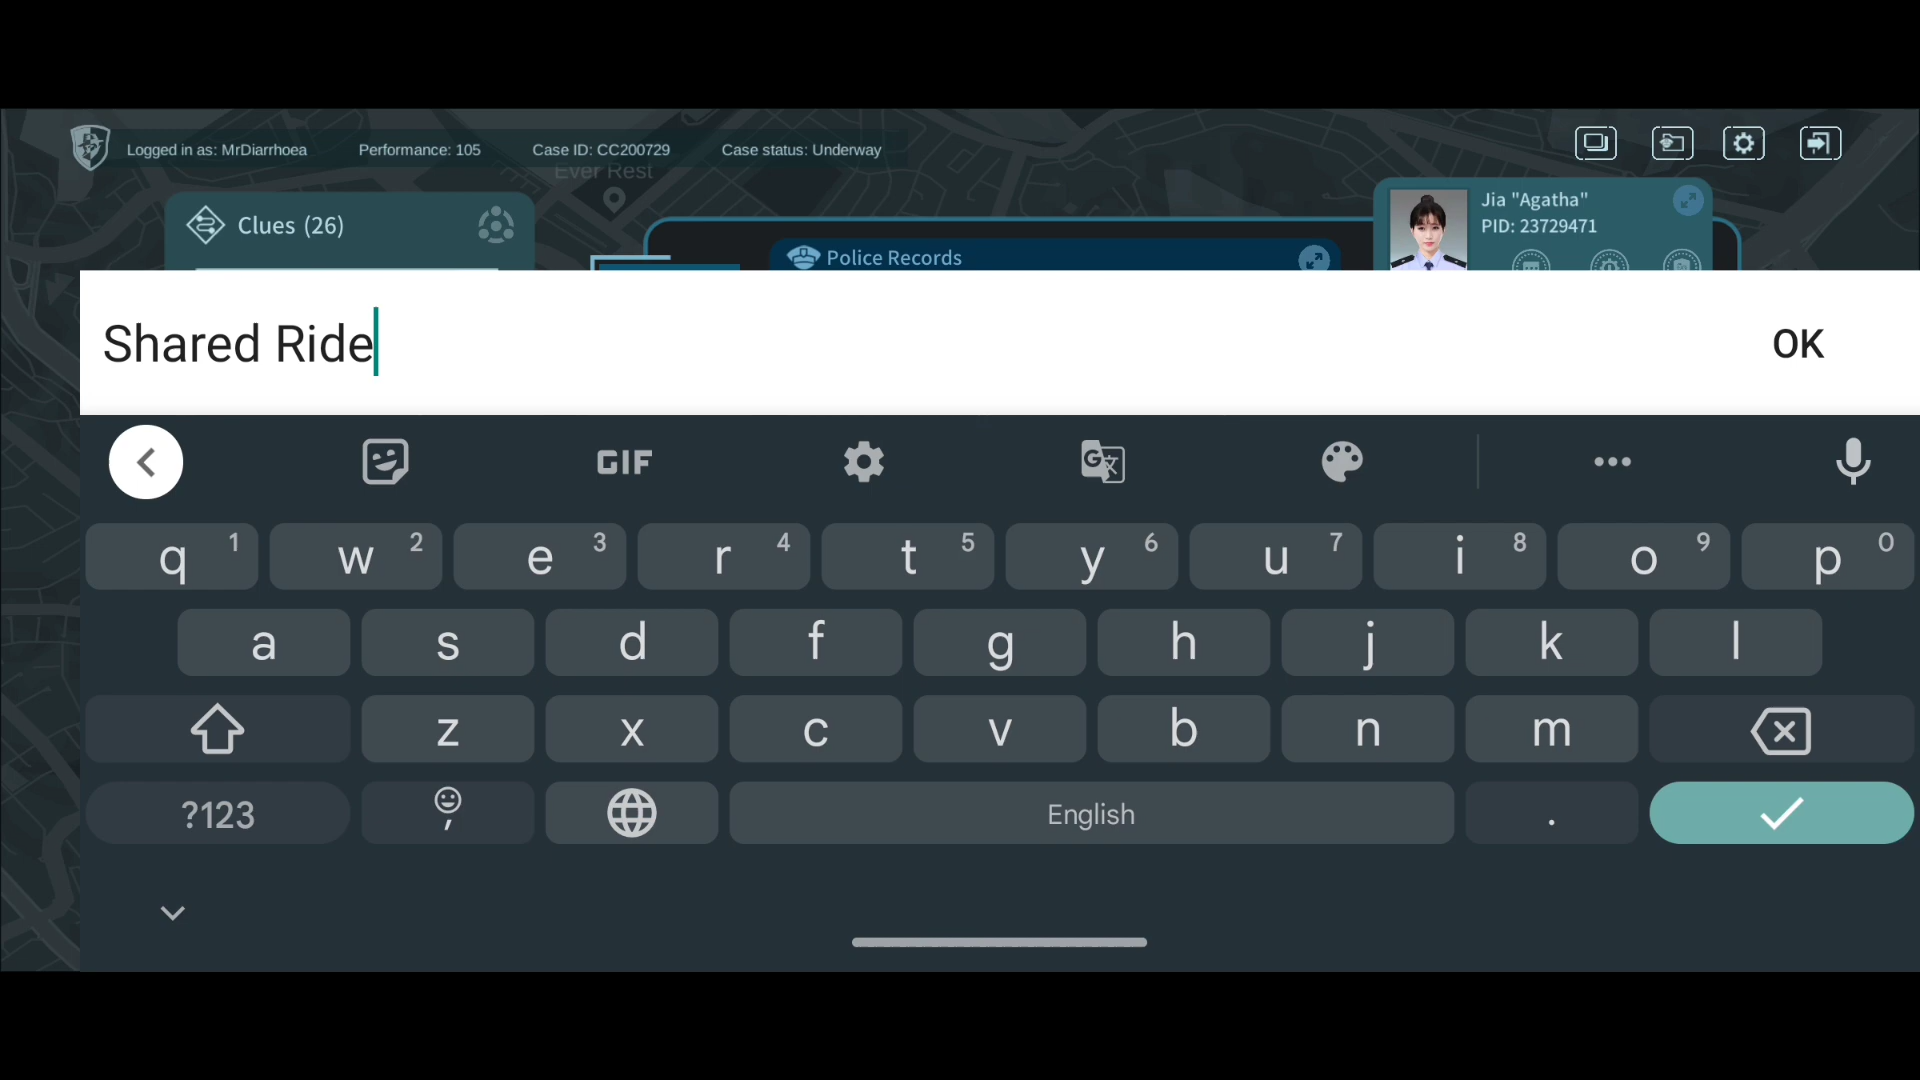 Logged in as: MrDiarrhoea Performance: 105 Case ID: CC200729 Case status: Underway
Ever Rest
Clues (26)
Police Records
Jia "Agatha"
PID: 23729471
Shared Ride
OK
GIF
G文
q 1 w 2 e 3 r 4 t 5 y 6 u 7 i 8 o 9 p 0
a s d f g h j k l
z x c v b n m
?123 , English .